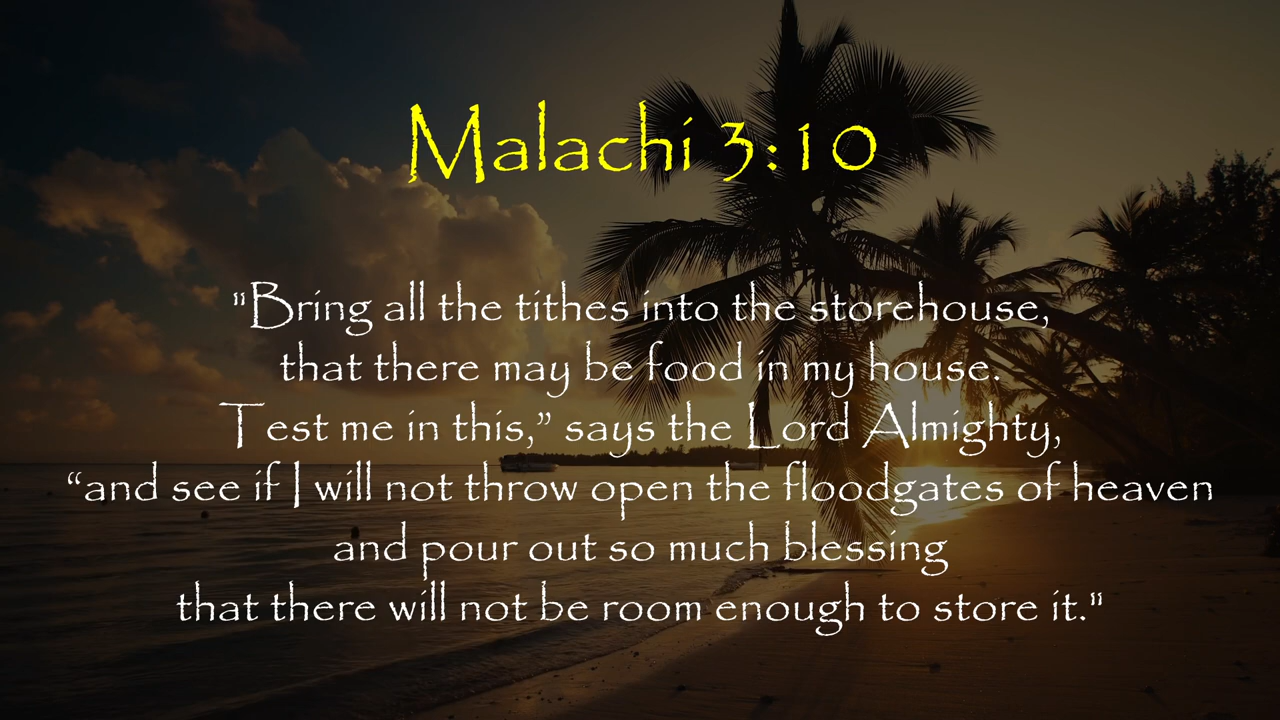 Malachi 3:10
"Bring all the tithes into the storehouse,
that there may be food in my house.
Test me in this,” says the Lord Almighty,
“and see if I will not throw open the floodgates of heaven
and pour out so much blessing
that there will not be room enough to store it."